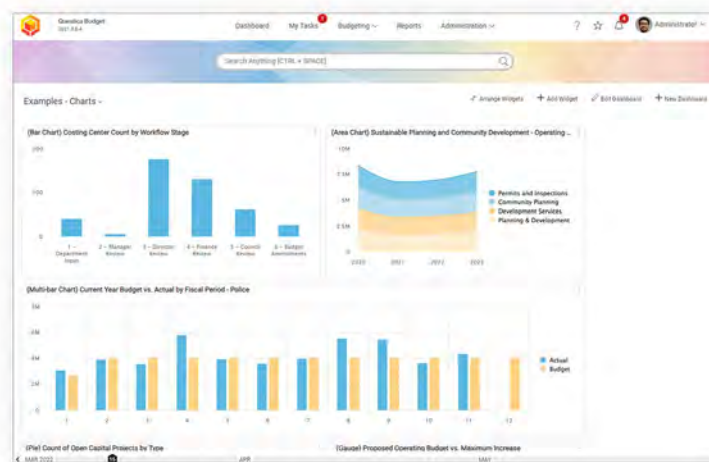 Questica Budget
Dashboard
My Tasks
Budgeting
Reports
Administration
?
Administrator
Search Anything [CTRL + SPACE]
Examples - Charts
Arrange Widgets
+ Add Widget
Edit Dashboard
+ New Dashboard
(Bar Chart) Costing Center Count by Workflow Stage
200
100
0
1 - Department Input
2 - Manager Review
3 - Director Review
4 - Finance Review
5 - Council Review
6 - Budget Amendments
(Area Chart) Sustainable Planning and Community Development - Operating ...
10M
7.5M
5M
2.5M
0
2020
2021
2022
2023
Permits and Inspections
Community Planning
Development Services
Planning & Development
(Multi-bar Chart) Current Year Budget vs. Actual by Fiscal Period - Police
4M
2M
0
1
2
3
4
5
6
7
8
9
10
11
12
Actual
Budget
(Pie) Count of Open Capital Projects by Type
(Gauge) Proposed Operating Budget vs. Maximum Increase
MAR 2022
APR
MAY